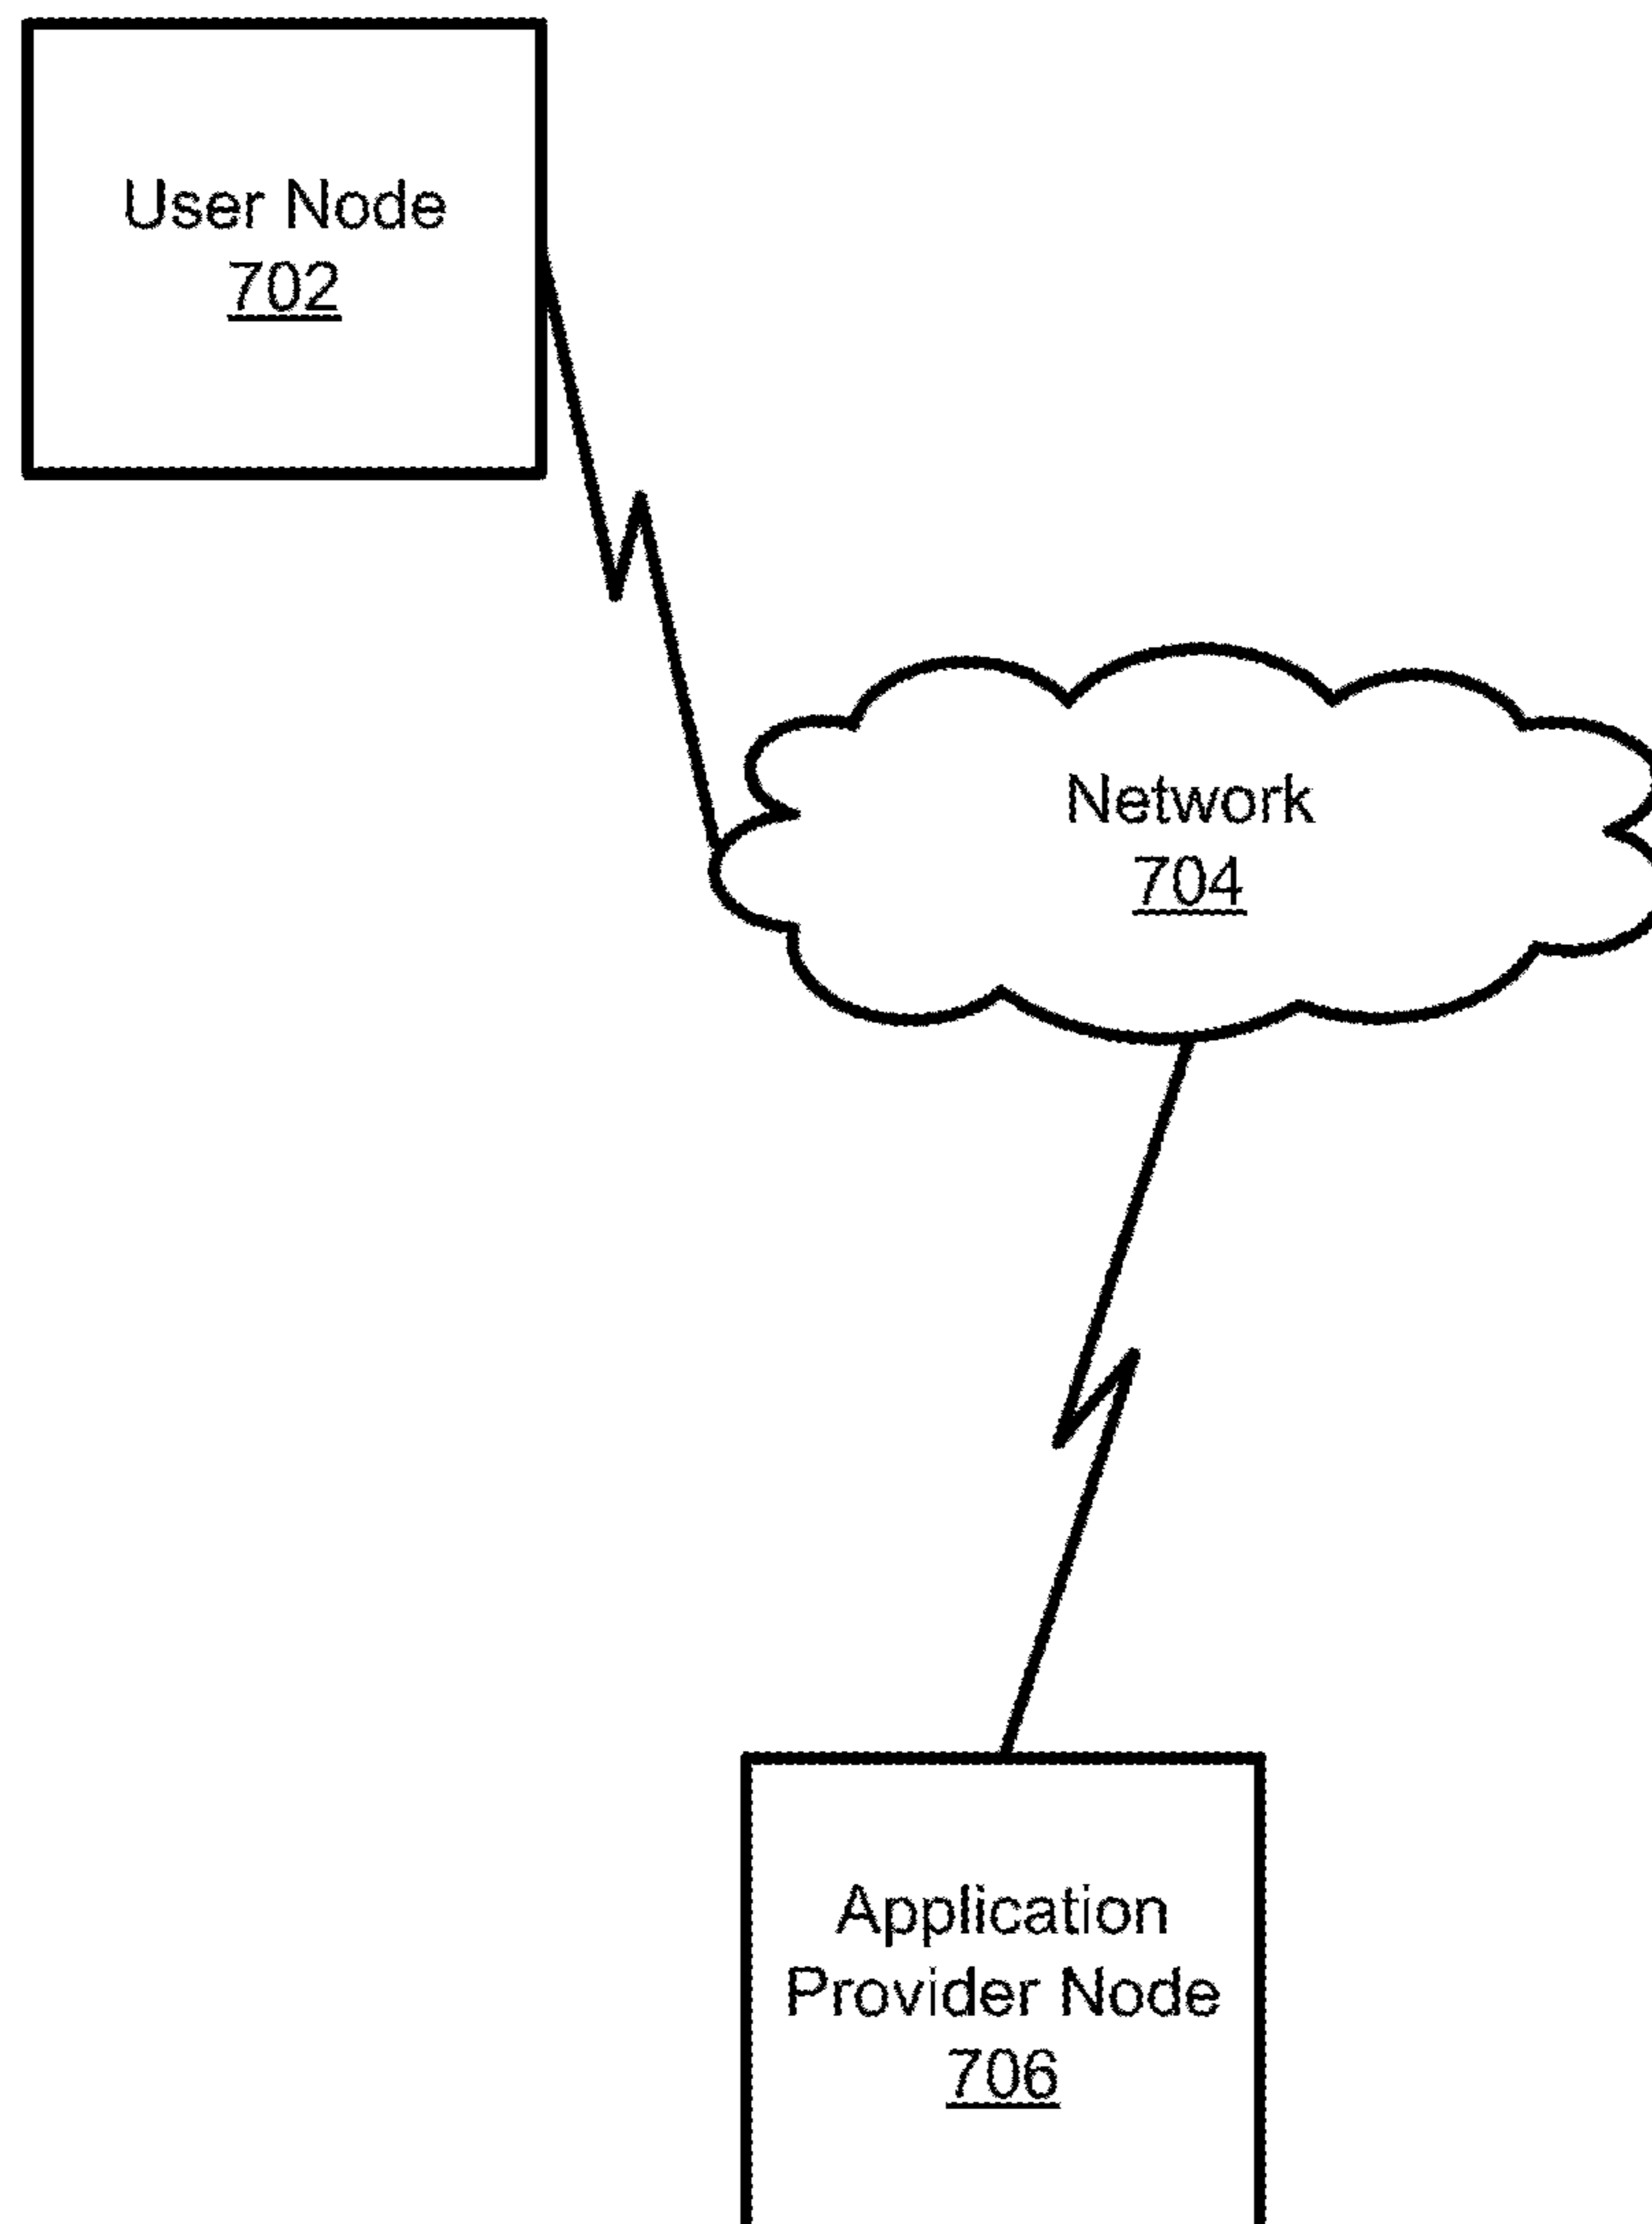 User Node
702
Network
704
Application
Provider Node
706